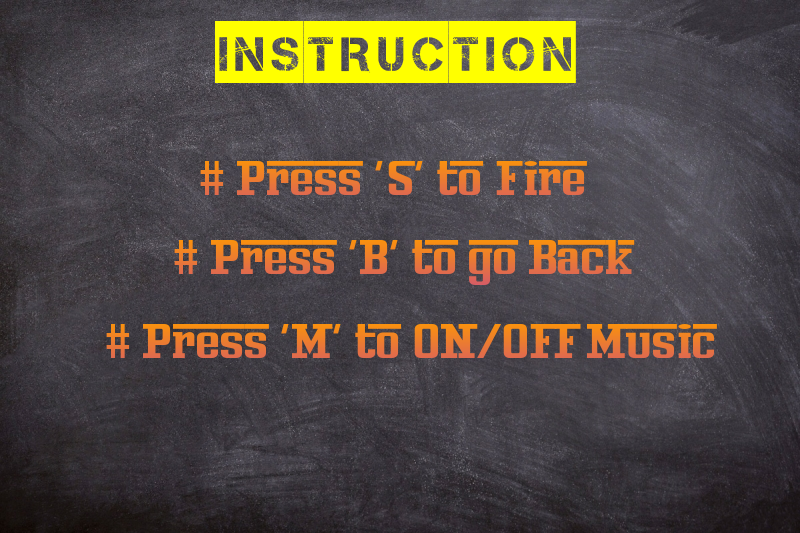 INSTRUCTION
# Press 'S' to Fire
# Press 'B' to go Back
# Press 'M' to ON/OFF Music